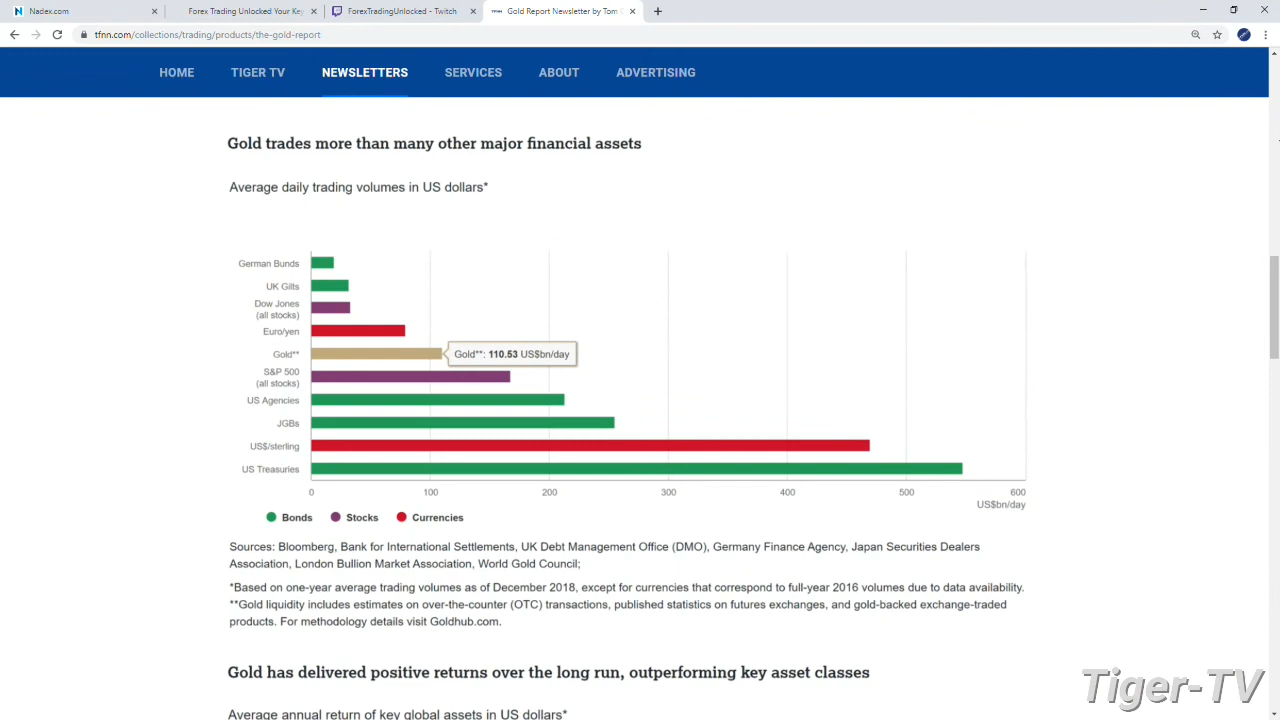 Nadex.com
Forex Trading Unlocked Your Key
ForexTradingUnlocked - Twitch
Gold Report Newsletter by Tom
tfnn.com/collections/trading/products/the-gold-report
HOME TIGER TV NEWSLETTERS SERVICES ABOUT ADVERTISING
Gold trades more than many other major financial assets
Average daily trading volumes in US dollars*
German Bunds
UK Gilts
Dow Jones
(all stocks)
Euro/yen
Gold**
Gold**: 110.53 US$bn/day
S&P 500
(all stocks)
US Agencies
JGBs
US$/sterling
US Treasuries
0 100 200 300 400 500 600
US$bn/day
Bonds Stocks Currencies
Sources: Bloomberg, Bank for International Settlements, UK Debt Management Office (DMO), Germany Finance Agency, Japan Securities Dealers
Association, London Bullion Market Association, World Gold Council;
*Based on one-year average trading volumes as of December 2018, except for currencies that correspond to full-year 2016 volumes due to data availability.
**Gold liquidity includes estimates on over-the-counter (OTC) transactions, published statistics on futures exchanges, and gold-backed exchange-traded
products. For methodology details visit Goldhub.com.
Gold has delivered positive returns over the long run, outperforming key asset classes
Average annual return of key global assets in US dollars*
Tiger-TV